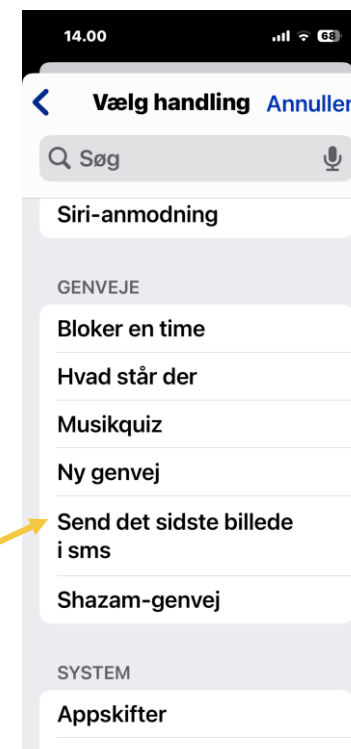 14.00 68
Vælg handling Annuller
Søg
Siri-anmodning
GENVEJE
Bloker en time
Hvad står der
Musikquiz
Ny genvej
Send det sidste billede
i sms
Shazam-genvej
SYSTEM
Appskifter